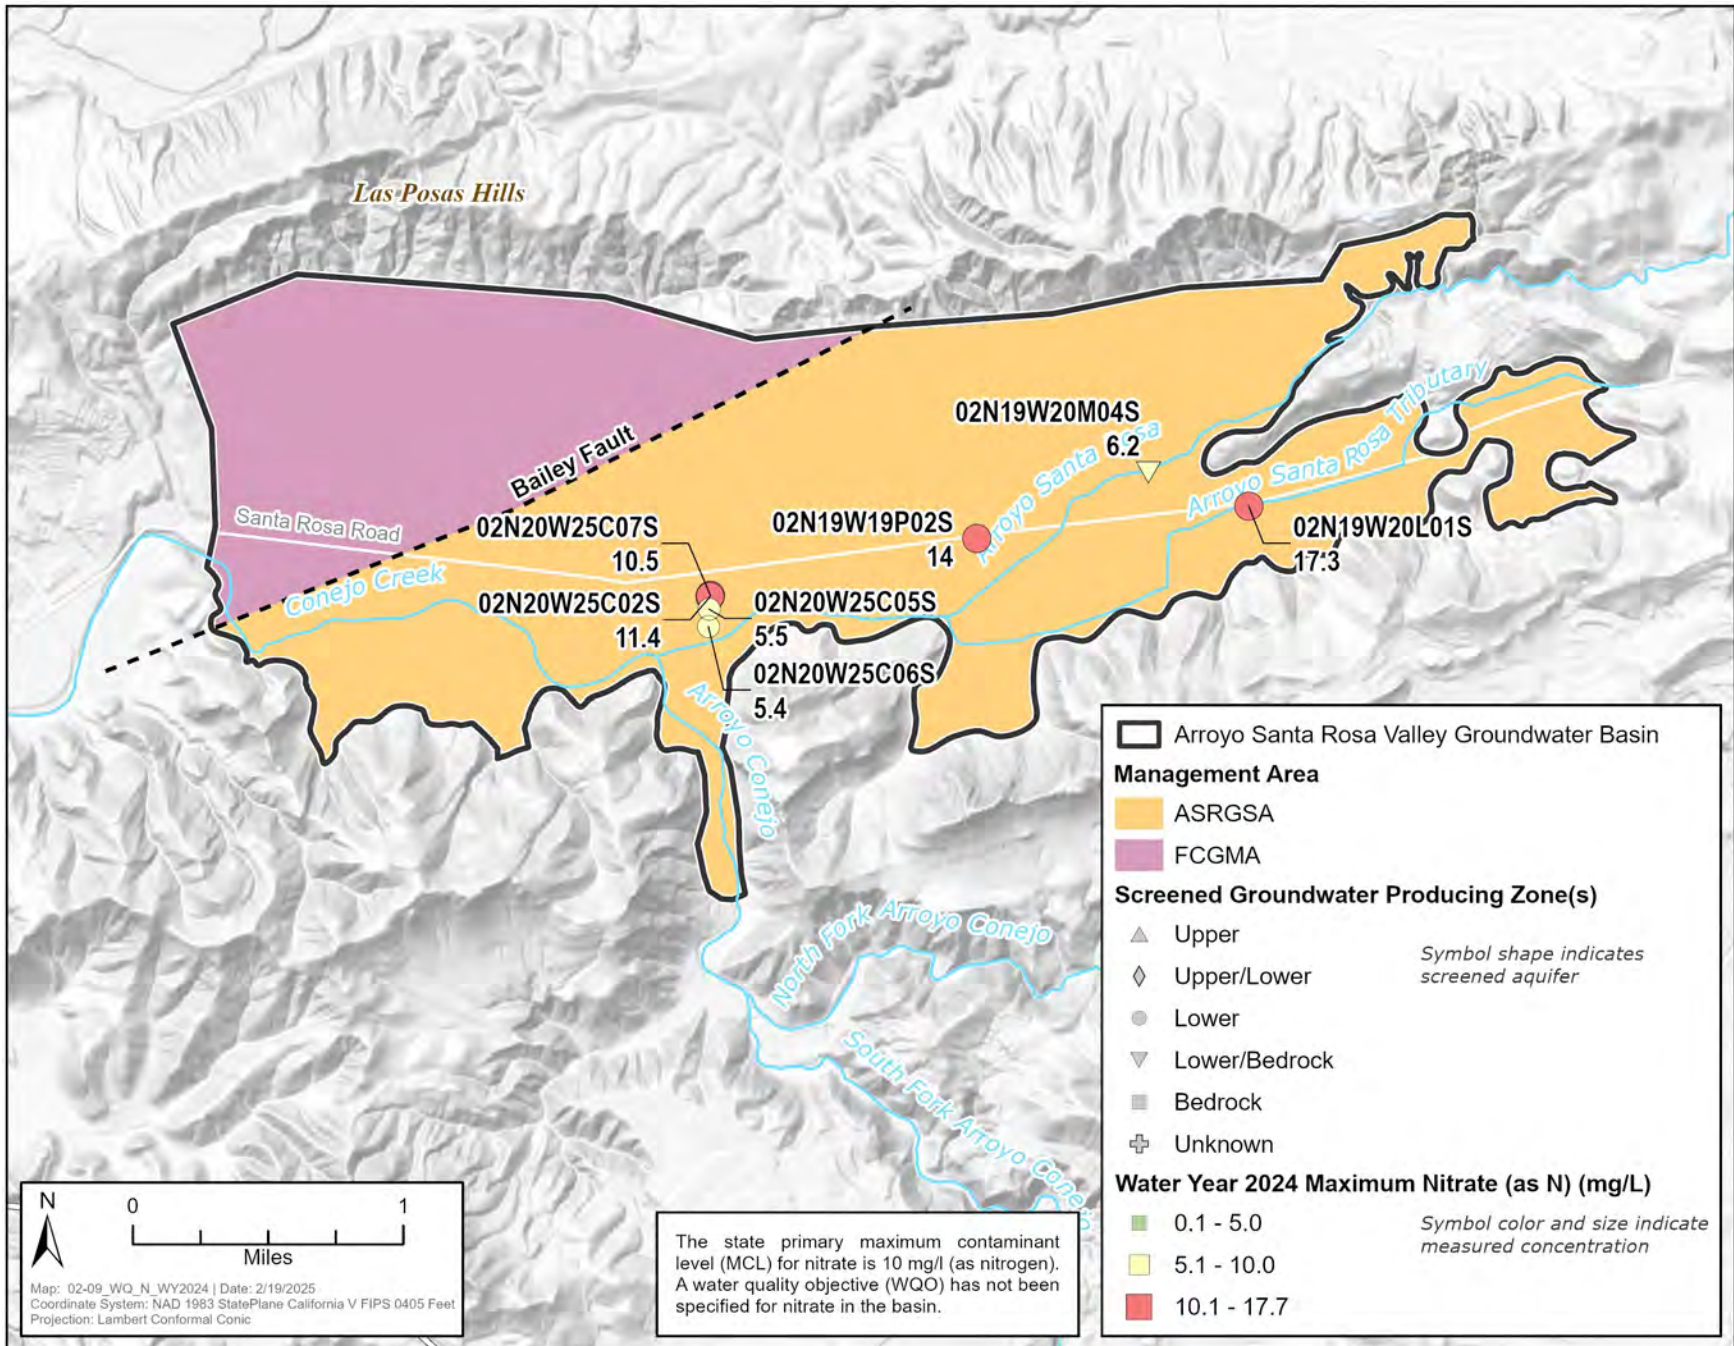 Las Posas Hills
Bailey Fault
Santa Rosa Road
Conejo Creek
02N19W20M04S
6.2
Arroyo Santa Rosa
Arroyo Santa Rosa Tributary
02N20W25C07S
10.5
02N19W19P02S
14
02N19W20L01S
17.3
02N20W25C02S
11.4
02N20W25C05S
5.5
02N20W25C06S
5.4
Arroyo Conejo
North Fork Arroyo Conejo
South Fork Arroyo Conejo
Arroyo Santa Rosa Valley Groundwater Basin
Management Area
ASRGSA
FCGMA
Screened Groundwater Producing Zone(s)
Upper
Upper/Lower
Lower
Lower/Bedrock
Bedrock
Unknown
Symbol shape indicates
screened aquifer
Water Year 2024 Maximum Nitrate (as N) (mg/L)
0.1 - 5.0
5.1 - 10.0
10.1 - 17.7
Symbol color and size indicate
measured concentration
N
0 1
Miles
Map: 02-09_WQ_N_WY2024 | Date: 2/19/2025
Coordinate System: NAD 1983 StatePlane California V FIPS 0405 Feet
Projection: Lambert Conformal Conic
The state primary maximum contaminant
level (MCL) for nitrate is 10 mg/l (as nitrogen).
A water quality objective (WQO) has not been
specified for nitrate in the basin.